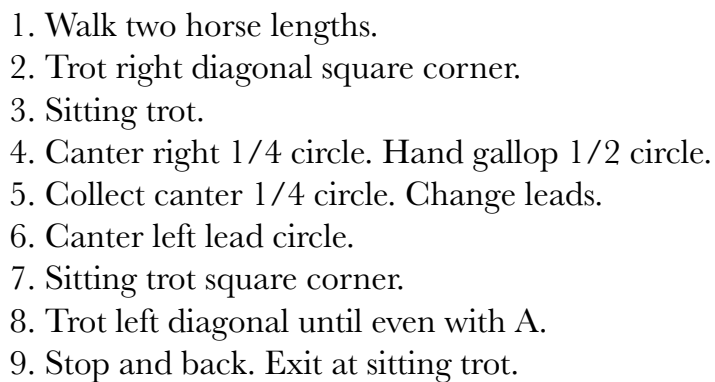 1. Walk two horse lengths.
2. Trot right diagonal square corner.
3. Sitting trot.
4. Canter right 1/4 circle. Hand gallop 1/2 circle.
5. Collect canter 1/4 circle. Change leads.
6. Canter left lead circle.
7. Sitting trot square corner.
8. Trot left diagonal until even with A.
9. Stop and back. Exit at sitting trot.